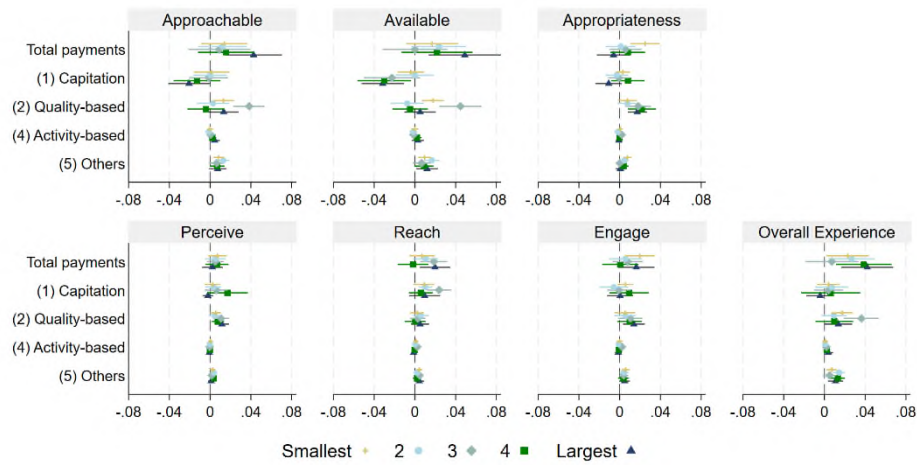 Approachable Available Appropriateness
Total payments
(1) Capitation
(2) Quality-based
(4) Activity-based
(5) Others
-.08 -.04 0 .04 .08 -.08 -.04 0 .04 .08 -.08 -.04 0 .04 .08
Perceive Reach Engage Overall Experience
Total payments
(1) Capitation
(2) Quality-based
(4) Activity-based
(5) Others
-.08 -.04 0 .04 .08 -.08 -.04 0 .04 .08 -.08 -.04 0 .04 .08 -.08 -.04 0 .04 .08
Smallest 2 3 4 Largest